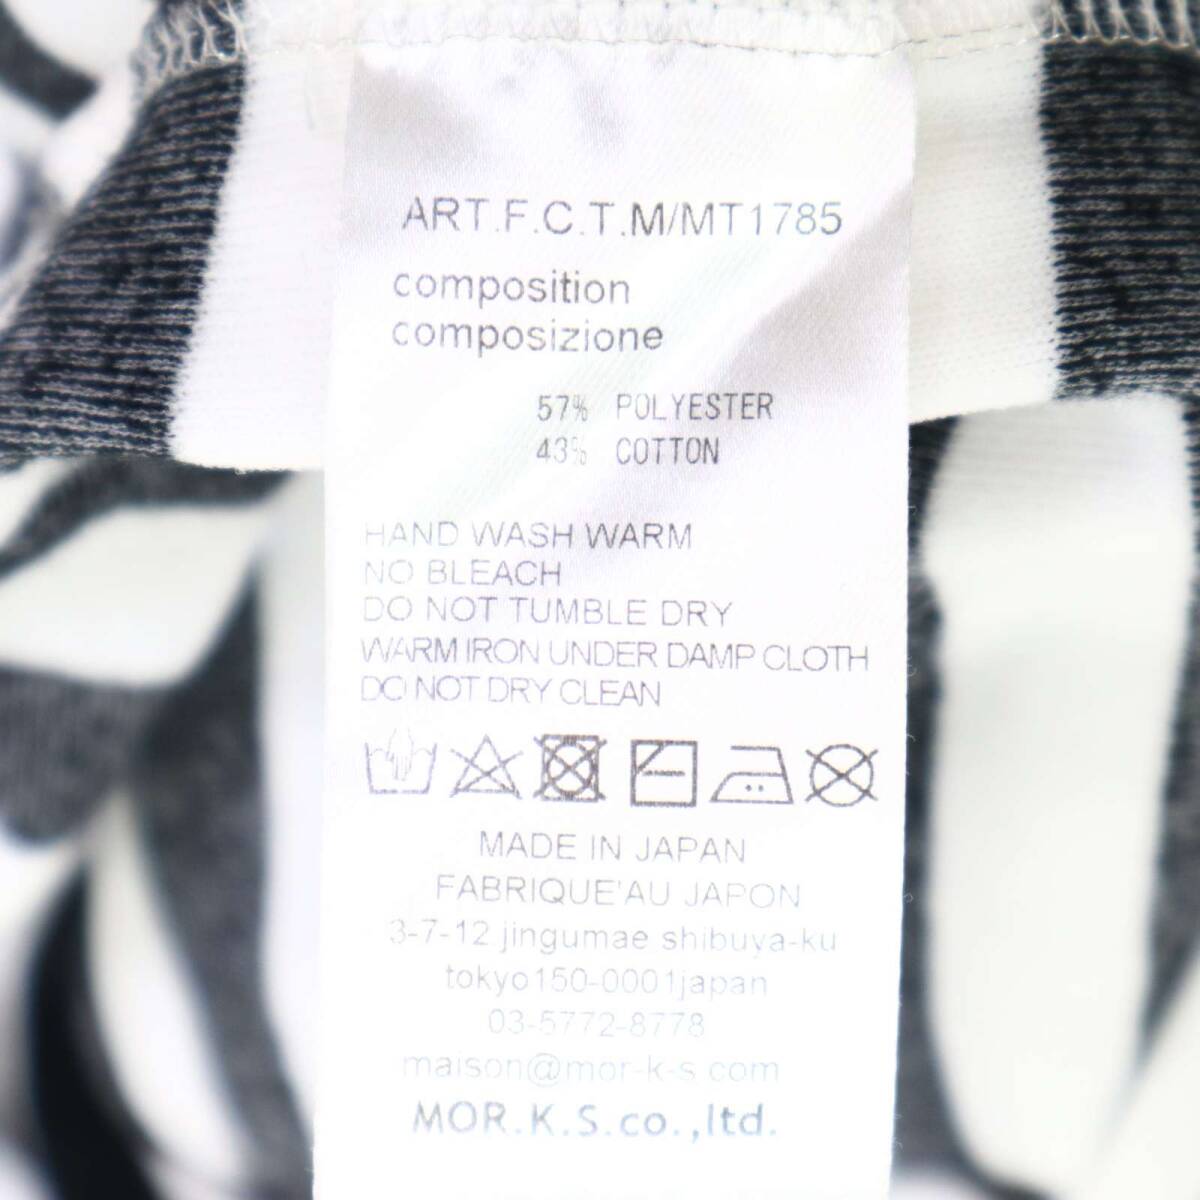 ART.F.C.T.M/MT1785
composition
composizione
57% POLYESTER
43% COTTON
HAND WASH WARM
NO BLEACH
DO NOT TUMBLE DRY
WARM IRON UNDER DAMP CLOTH
DO NOT DRY CLEAN
MADE IN JAPAN
FABRIQUE'AU JAPON
3-7-12 jingumae shibuya-ku
tokyo150-0001japan
03-5772-8778
maison@mor-k-s com
MOR.K.S.co.,ltd.